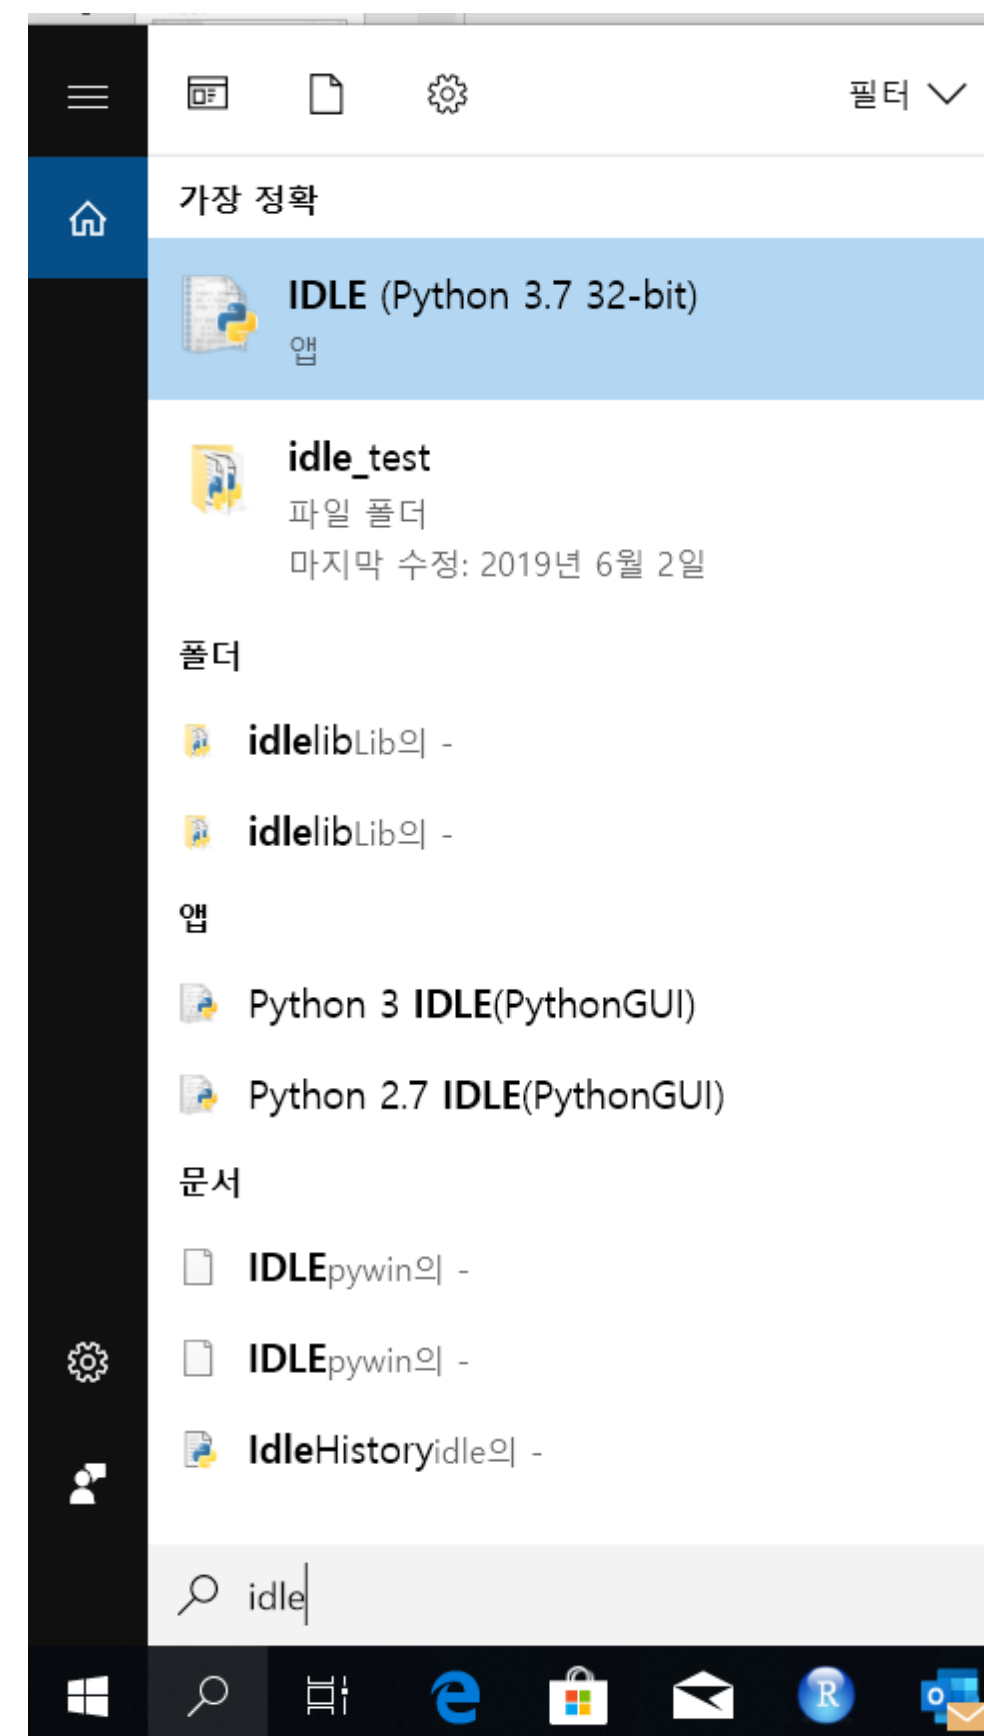 필터
가장 정확
IDLE (Python 3.7 32-bit)
앱
idle_test
파일 폴더
마지막 수정: 2019년 6월 2일
폴더
idlelibLib의 -
idlelibLib의 -
앱
Python 3 IDLE(PythonGUI)
Python 2.7 IDLE(PythonGUI)
문서
IDLEpywin의 -
IDLEpywin의 -
IdleHistoryidle의 -
idle
R